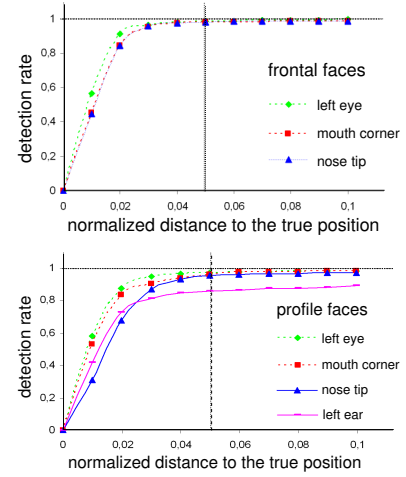 1
0,8
0,6
0,4
0,2
0
detection rate
frontal faces
left eye
mouth corner
nose tip
0 0,02 0,04 0,06 0,08 0,1
normalized distance to the true position
1
0,8
0,6
0,4
0,2
0
detection rate
profile faces
left eye
mouth corner
nose tip
left ear
0 0,02 0,04 0,06 0,08 0,1
normalized distance to the true position